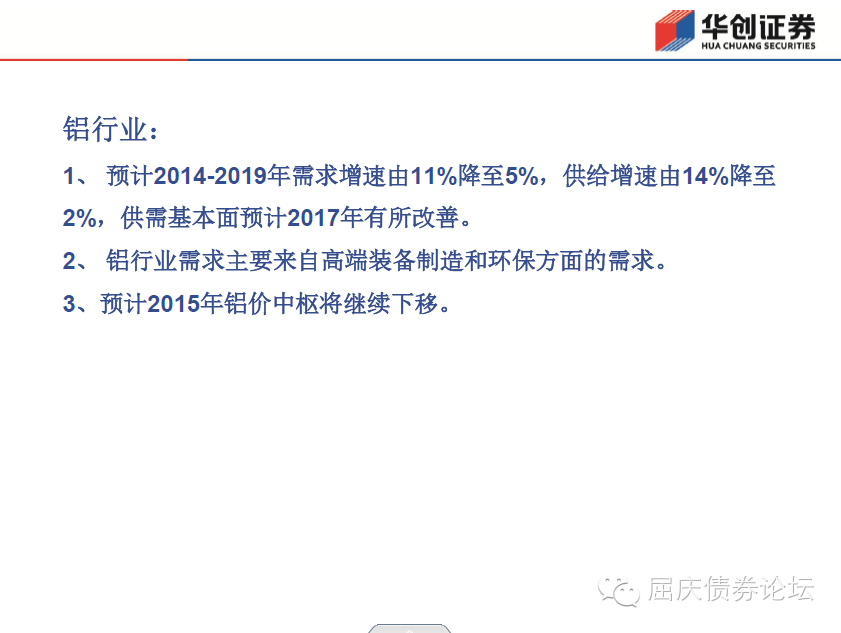 华创证券
HUA CHUANG SECURITIES
铝行业：
1、 预计2014-2019年需求增速由11%降至5%，供给增速由14%降至
2%，供需基本面预计2017年有所改善。
2、 铝行业需求主要来自高端装备制造和环保方面的需求。
3、预计2015年铝价中枢将继续下移。
屈庆债券论坛